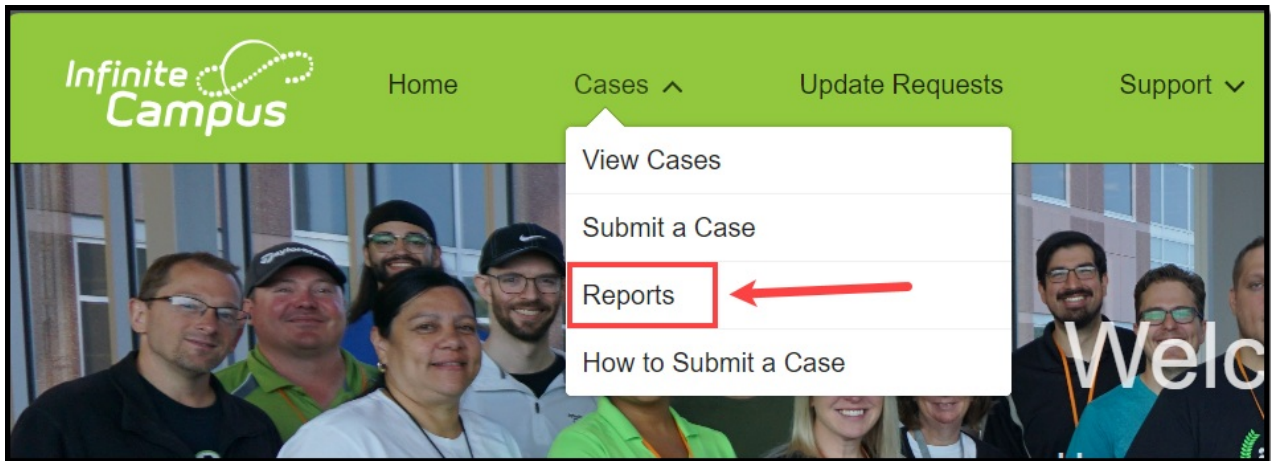 Infinite
Campus
Home
Cases
Update Requests
Support
View Cases
Submit a Case
Reports
How to Submit a Case
Welc